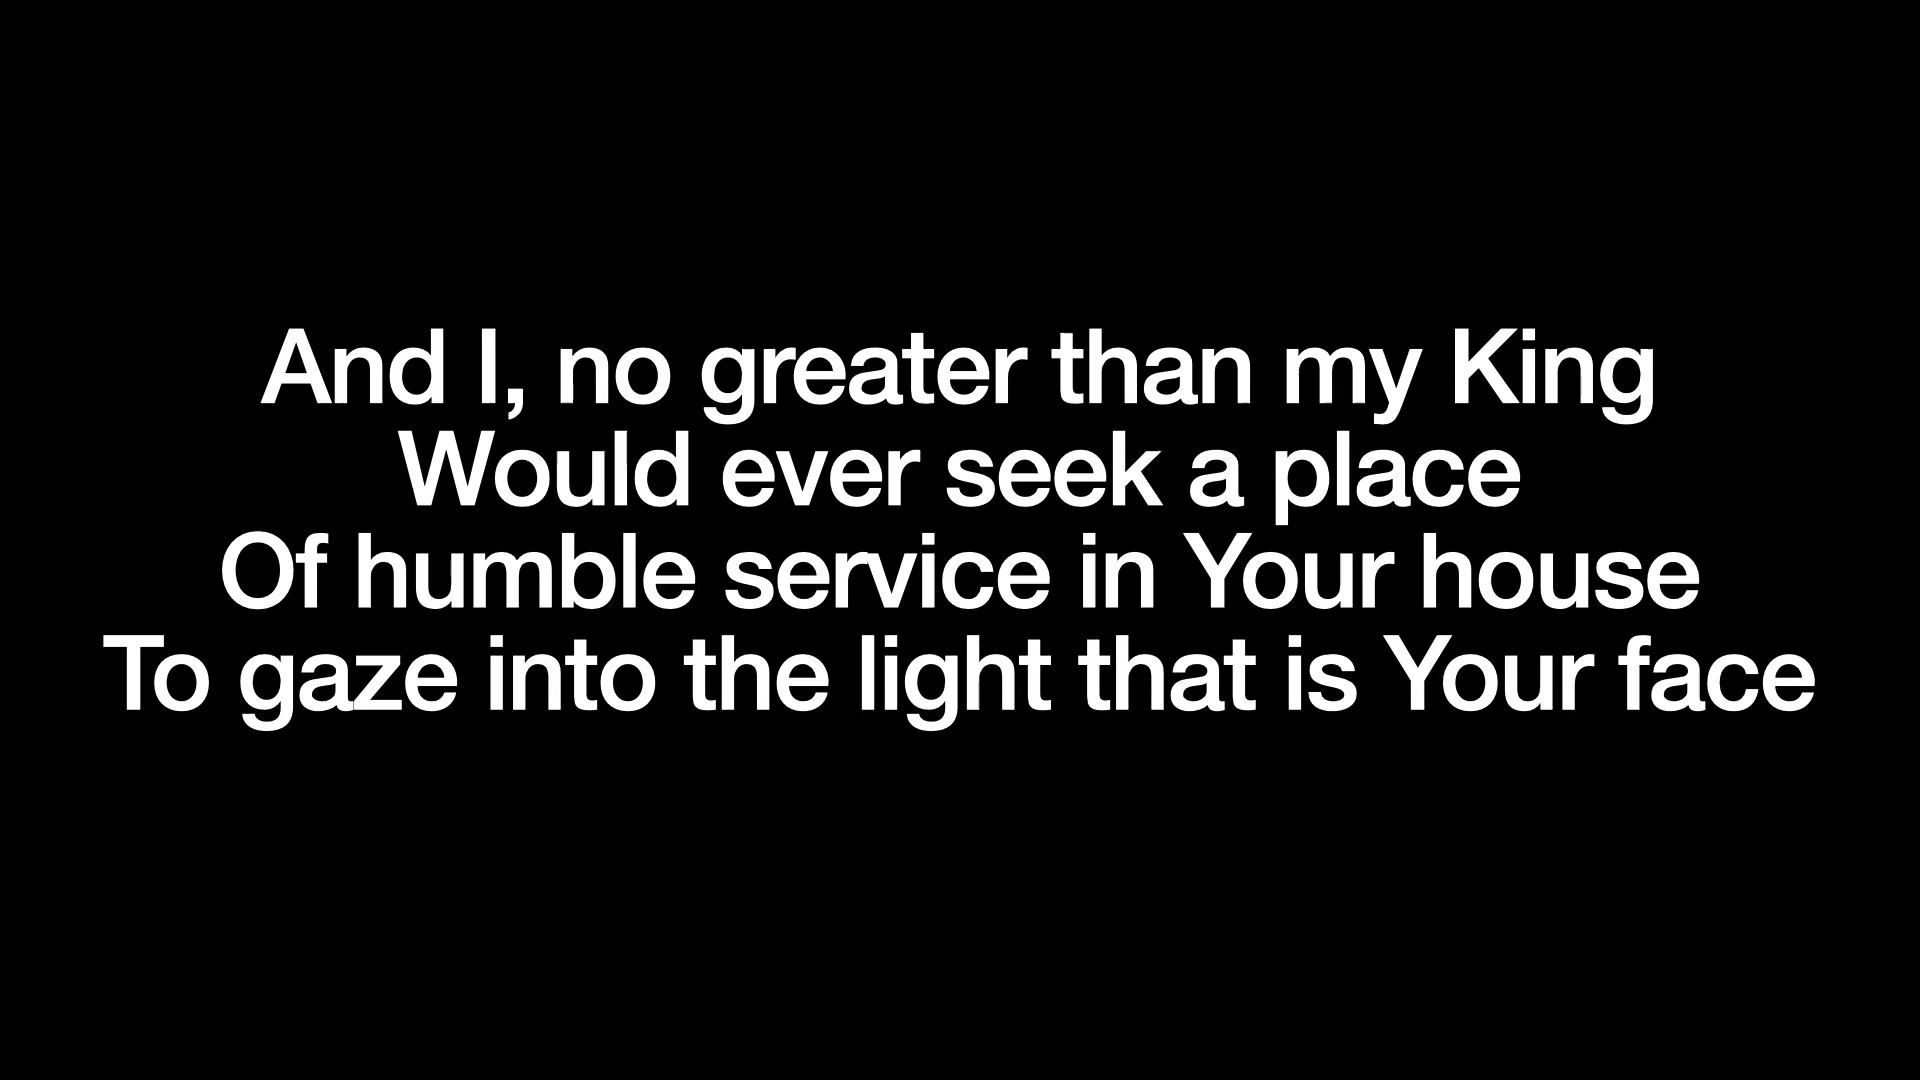 And I, no greater than my King
Would ever seek a place
Of humble service in Your house
To gaze into the light that is Your face